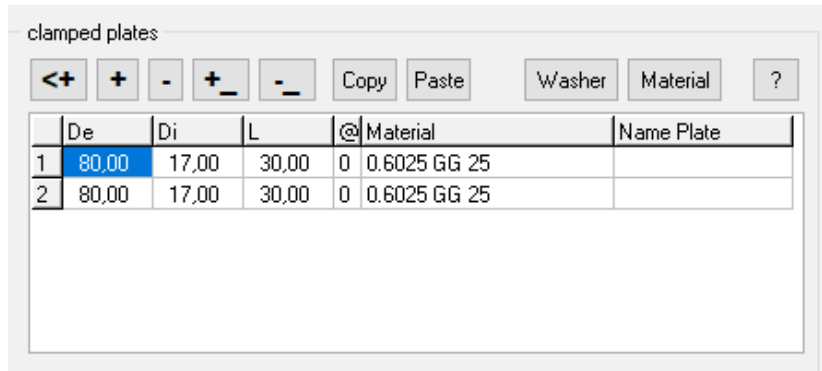 clamped plates
<+ + - +_ -_ Copy Paste Washer Material ?
De Di L @ Material Name Plate
1 80,00 17,00 30,00 0 0.6025 GG 25
2 80,00 17,00 30,00 0 0.6025 GG 25